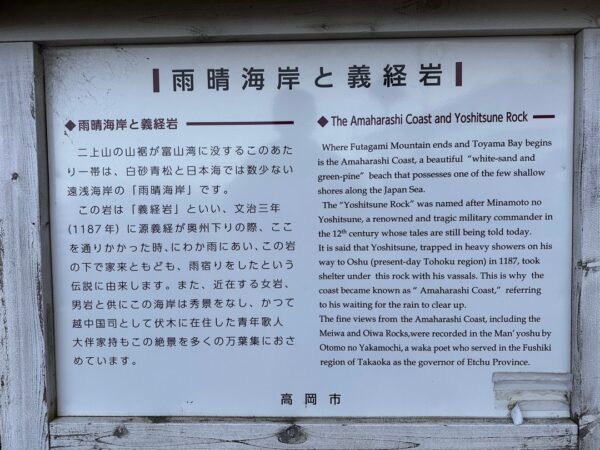 雨晴海岸と義経岩
◆雨晴海岸と義経岩
二上山の山裾が富山湾に没するこのあた
り一帯は、白砂青松と日本海では数少ない
遠浅海岸の「雨晴海岸」です。
この岩は「義経岩」といい、文治三年
(1187年)に源義経が奥州下りの際、ここ
を通りかかった時、にわか雨にあい、この岩
の下で家来ともども、雨宿りをしたという
伝説に由来します。また、近在する女岩、
男岩と供にこの海岸は秀景をなし、かつて
越中国司として伏木に在住した青年歌人
大伴家持もこの絶景を多くの万葉集におさ
めています。
◆ The Amaharashi Coast and Yoshitsune Rock
Where Futagami Mountain ends and Toyama Bay begins
is the Amaharashi Coast, a beautiful "white-sand and
green-pine" beach that possesses one of the few shallow
shores along the Japan Sea.
The "Yoshitsune Rock" was named after Minamoto no
Yoshitsune, a renowned and tragic military commander in
the 12th century whose tales are still being told today.
It is said that Yoshitsune, trapped in heavy showers on his
way to Oshu (present-day Tohoku region) in 1187, took
shelter under this rock with his vassals. This is why the
coast became known as " Amaharashi Coast," referring
to his waiting for the rain to clear up.
The fine views from the Amaharashi Coast, including the
Meiwa and Oiwa Rocks,were recorded in the Man'yoshu by
Otomo no Yakamochi, a waka poet who served in the Fushiki
region of Takaoka as the governor of Etchu Province.
高岡市